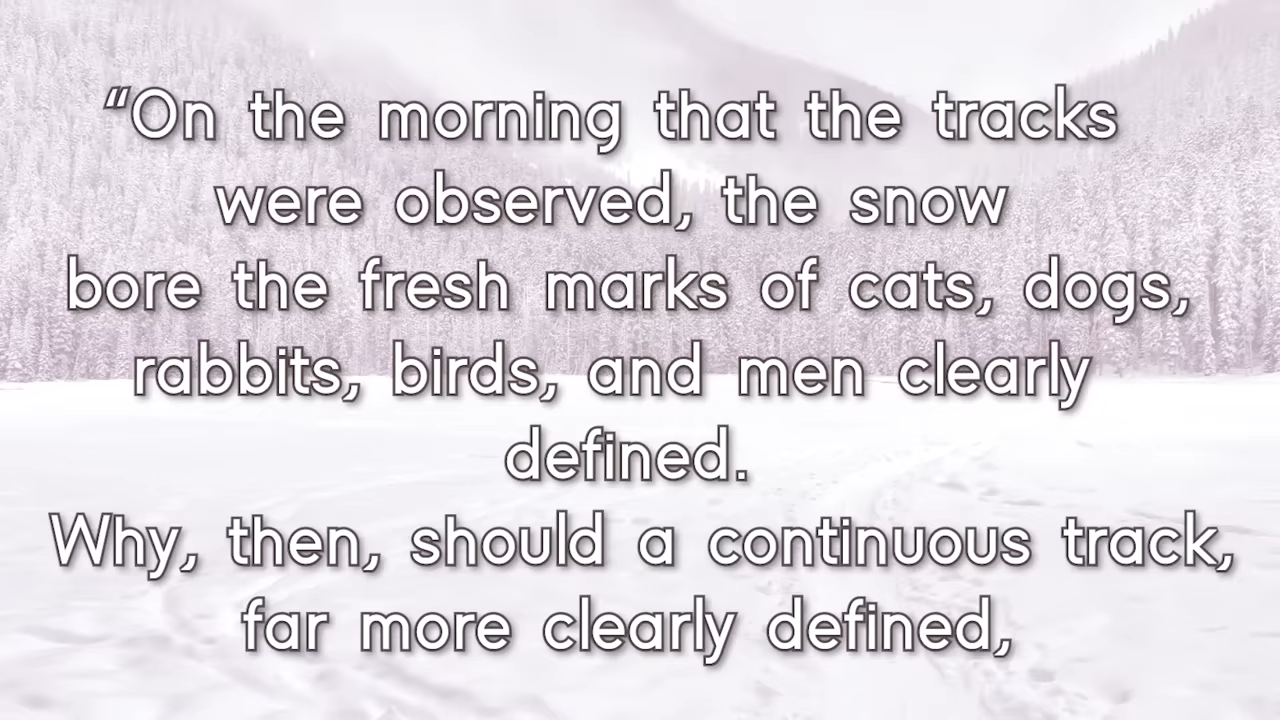 “On the morning that the tracks
were observed, the snow
bore the fresh marks of cats, dogs,
rabbits, birds, and men clearly
defined.
Why, then, should a continuous track,
far more clearly defined,